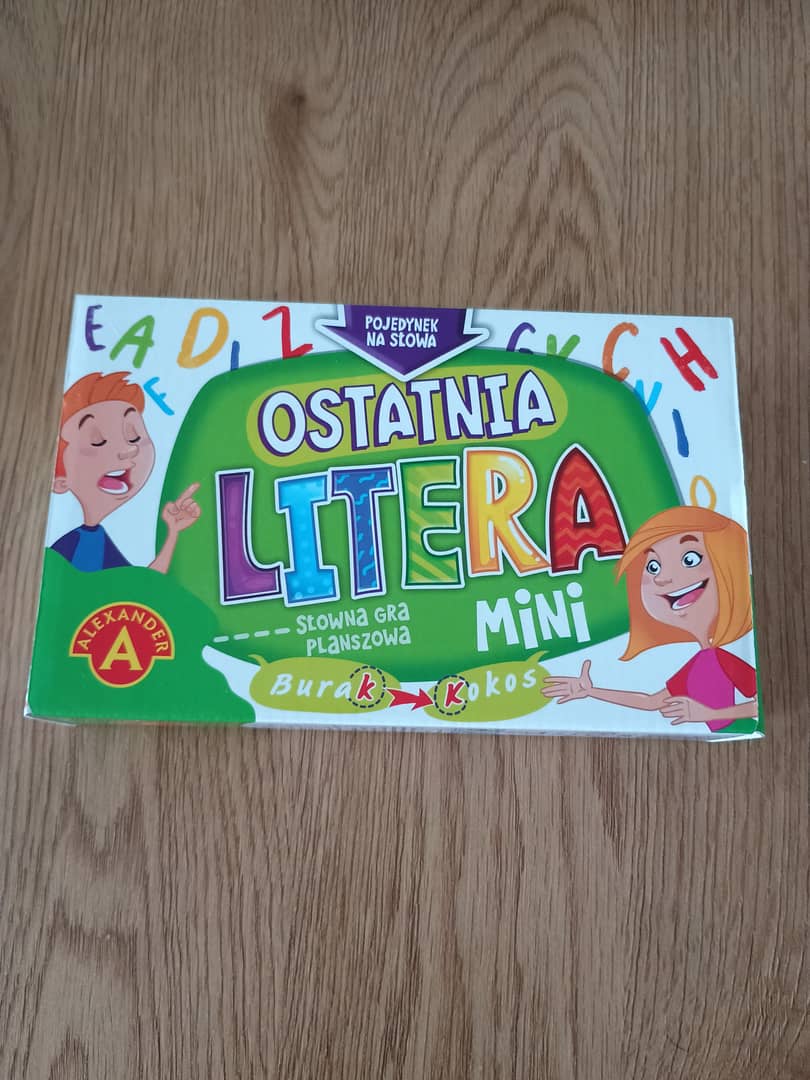 POJEDYNEK
NA SŁOWA
E A D I Z C K C H
F N I O
OSTATNIA
LITERA
MiNi
SŁOWNA GRA
PLANSZOWA
ALEXANDER
A
Burak Kokos